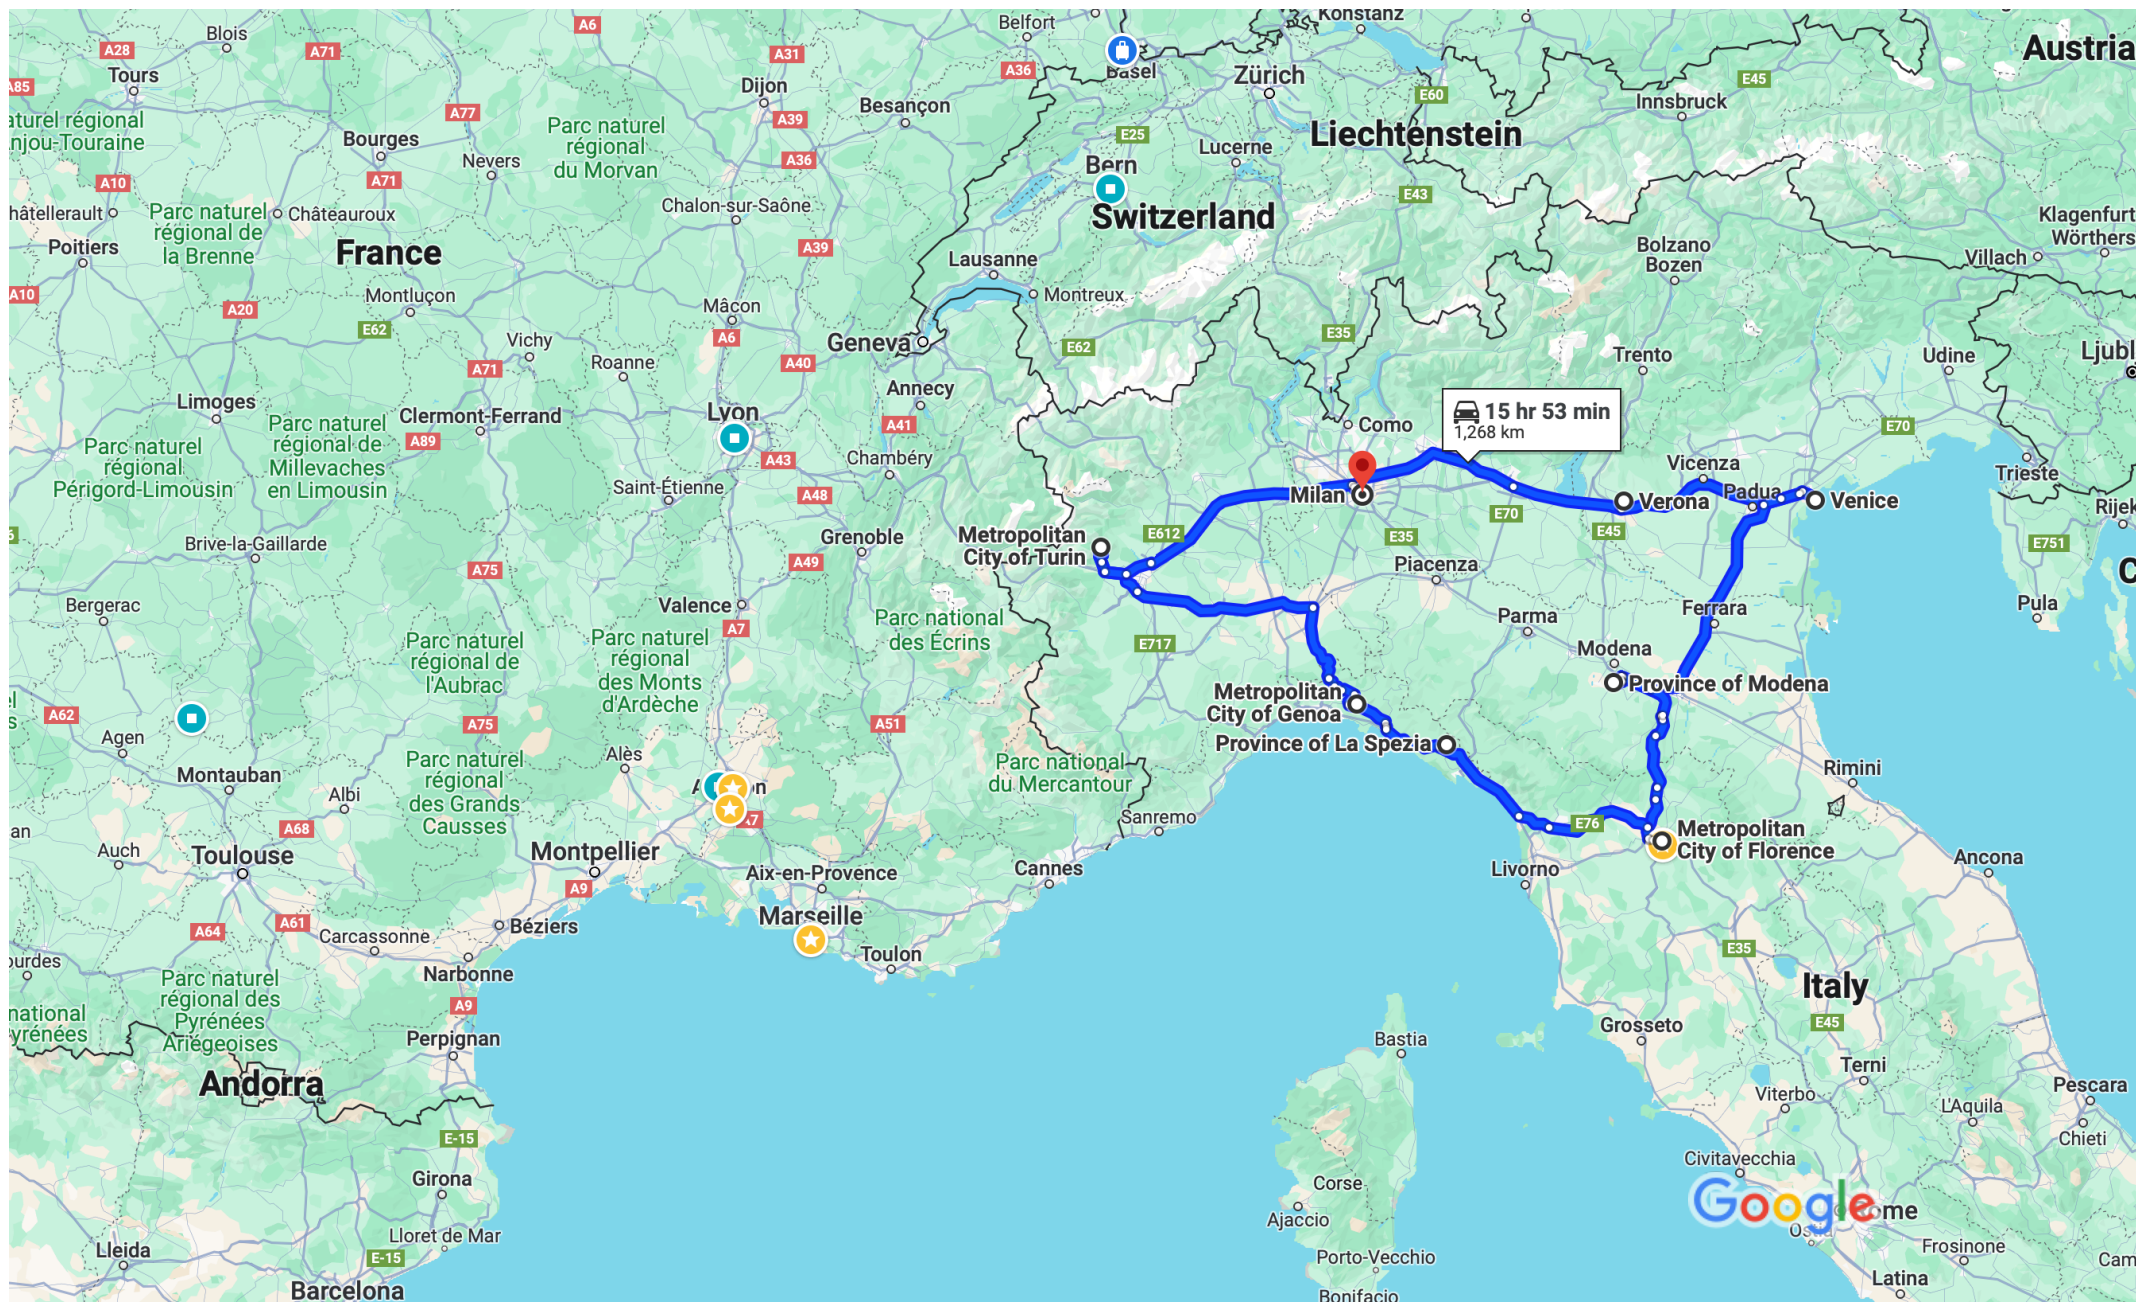 Blois
A6
Belfort
Konstanz
Austria
A28
A71
A31
Tours
A36
Basel
Zürich
E45
A85
Dijon
E60
Besançon
Innsbruck
A77
A39
Parc naturel
régional
du Morvan
Bourges
Nevers
A36
E25
Liechtenstein
Lucerne
Bern
A10
A71
E43
Châteauroux
Parc naturel
régional de
la Brenne
Chalon-sur-Saône
Switzerland
Klagenfurt
Poitiers
France
A39
Bolzano
Bozen
Villach
Lausanne
A10
Montluçon
A20
E62
Mâcon
Montreux
A6
Geneva
E62
E35
Vichy
Roanne
A40
Trento
Udine
A71
Annecy
Limoges
Clermont-Ferrand
Lyon
A41
15 hr 53 min
1,268 km
Como
E70
Parc naturel
régional
Périgord-Limousin
Parc naturel
régional de
Millevaches
en Limousin
A89
A43
Chambéry
Vicenza
Trieste
Saint-Étienne
A48
Milan
Padua
Verona
Venice
E70
E45
Brive-la-Gaillarde
Grenoble
Metropolitan
City of Turin
E612
E35
E751
A75
A49
Piacenza
Bergerac
Valence
Ferrara
Pula
A7
Parc national
des Écrins
E717
Parma
Parc naturel
régional de
l'Aubrac
Parc naturel
régional
des Monts
d'Ardèche
Modena
Province of Modena
A62
A75
A51
Metropolitan
City of Genoa
Province of La Spezia
Agen
Montauban
Albi
Alès
Parc naturel
régional
des Grands
Causses
Parc national
du Mercantour
Rimini
A68
A7
Sanremo
E76
Metropolitan
City of Florence
Auch
Toulouse
Montpellier
Aix-en-Provence
Cannes
Livorno
Ancona
A9
A64
A61
Carcassonne
Béziers
Marseille
Toulon
E35
Narbonne
Parc naturel
régional des
Pyrénées
Ariégeoises
A9
Italy
E45
Perpignan
Grosseto
Bastia
Andorra
Terni
Viterbo
L'Aquila
Pescara
E-15
Chieti
Girona
Civitavecchia
Corse
Google
Ajaccio
Lloret de Mar
Lleida
E-15
Porto-Vecchio
Frosinone
Barcelona
Latina
Bonifacio